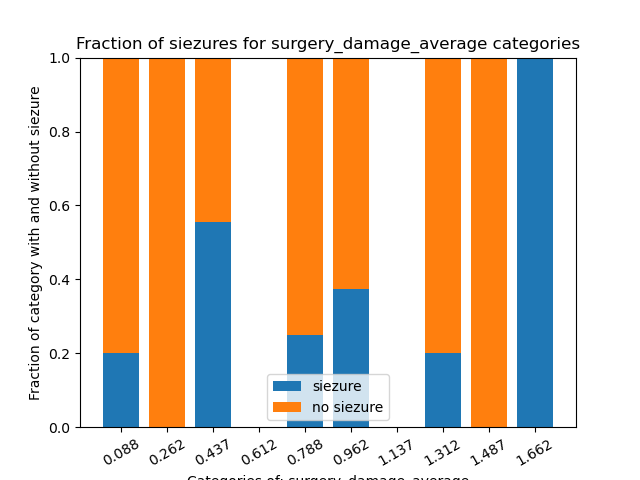 Fraction of siezures for surgery_damage_average categories
Fraction of category with and without siezure
1.0
0.8
0.6
0.4
0.2
0.0
siezure
no siezure
0.088 0.262 0.437 0.612 0.788 0.962 1.137 1.312 1.487 1.662
Categories of: surgery_damage_average